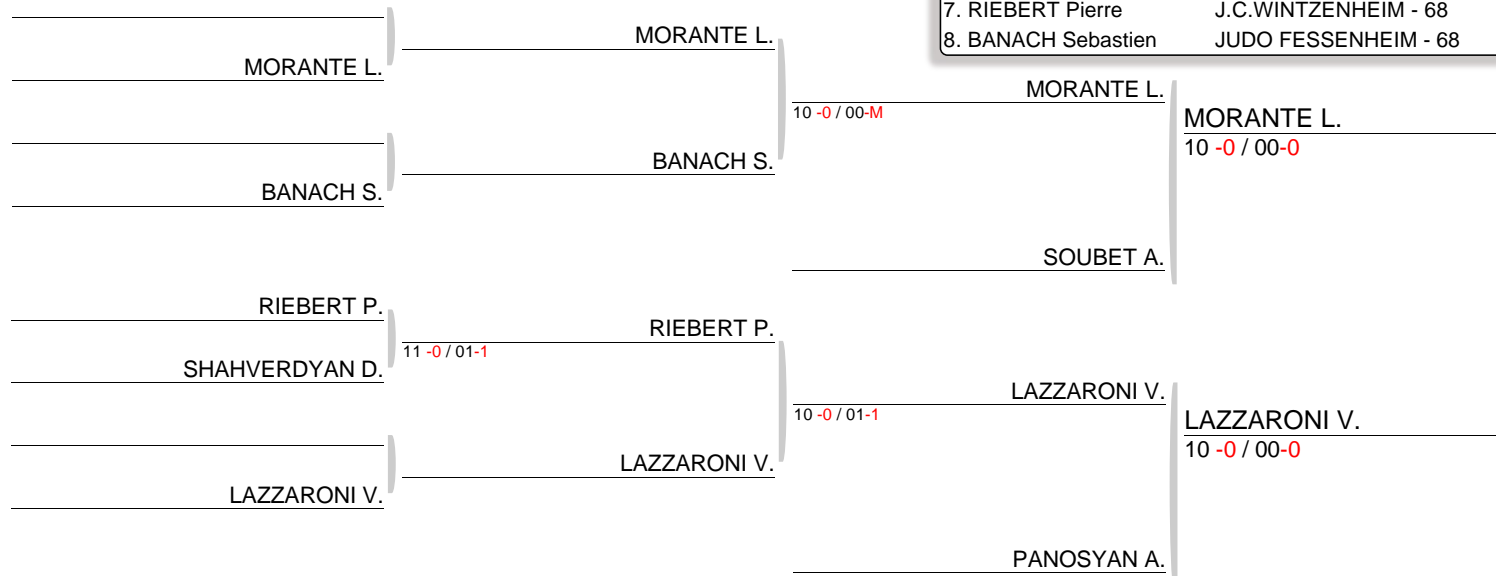 7. RIEBERT Pierre J.C.WINTZENHEIM - 68
8. BANACH Sebastien JUDO FESSENHEIM - 68
MORANTE L.
MORANTE L.
MORANTE L.
10 -0 / 00-M
MORANTE L.
10 -0 / 00-0
BANACH S.
BANACH S.
SOUBET A.
RIEBERT P.
RIEBERT P.
11 -0 / 01-1
SHAHVERDYAN D.
LAZZARONI V.
10 -0 / 01-1
LAZZARONI V.
10 -0 / 00-0
LAZZARONI V.
LAZZARONI V.
PANOSYAN A.